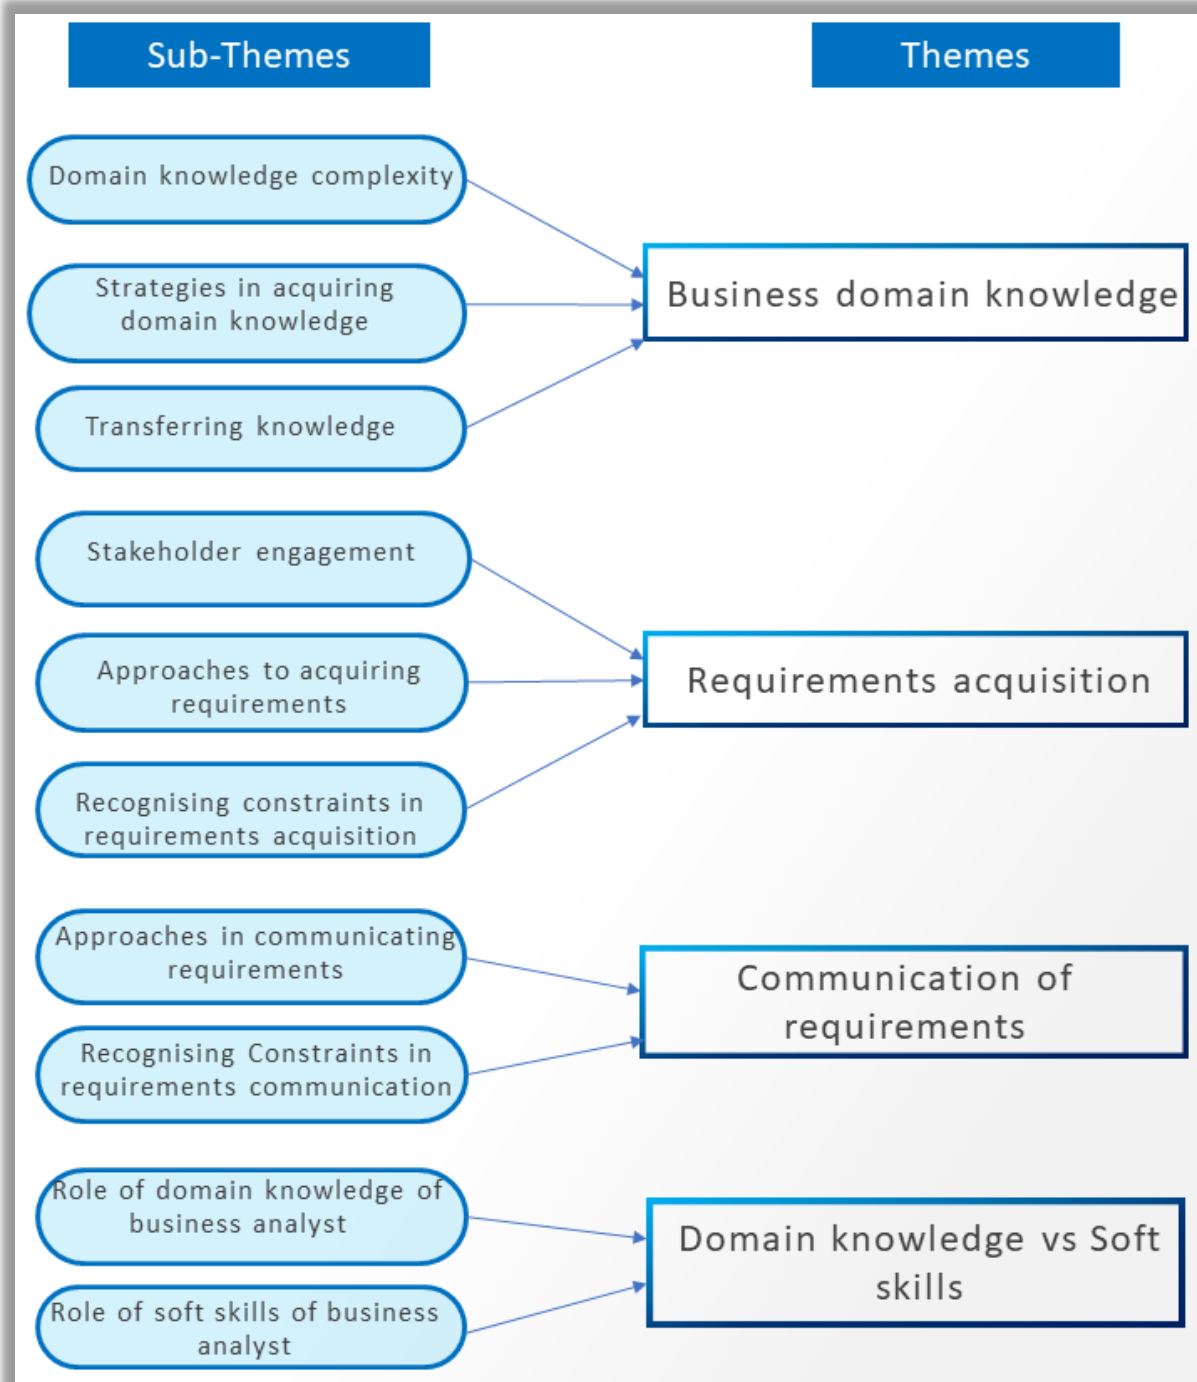 Sub-Themes
Themes
Domain knowledge complexity
Strategies in acquiring
domain knowledge
Transferring knowledge
Business domain knowledge
Stakeholder engagement
Approaches to acquiring
requirements
Recognising constraints in
requirements acquisition
Requirements acquisition
Approaches in communicating
requirements
Recognising Constraints in
requirements communication
Communication of
requirements
Role of domain knowledge of
business analyst
Role of soft skills of business
analyst
Domain knowledge vs Soft
skills